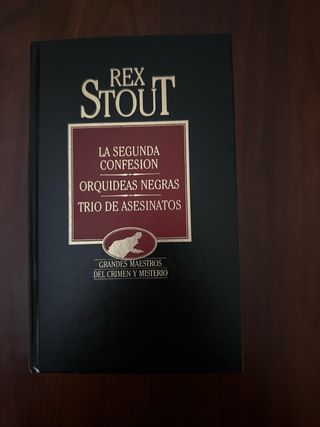 REX
STOUT
LA SEGUNDA
CONFESION
ORQUIDEAS NEGRAS
TRIO DE ASESINATOS
GRANDES MAESTROS
DEL CRIMEN Y MISTERIO